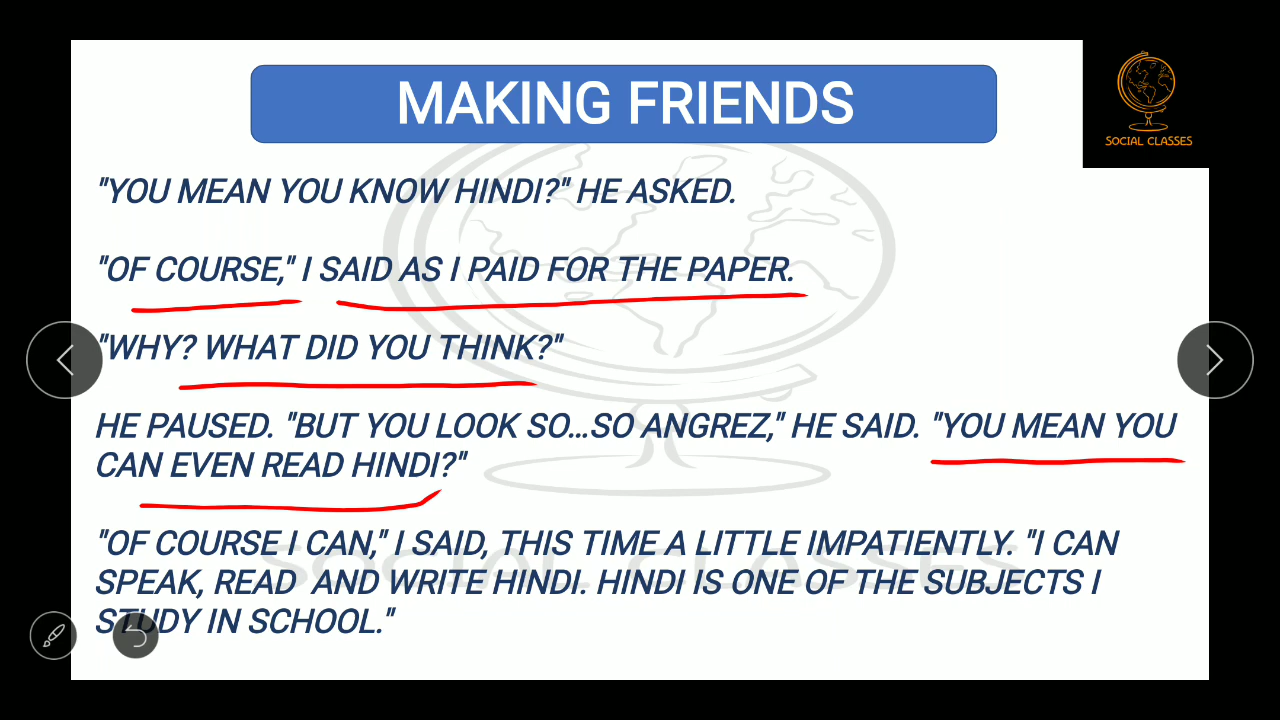 MAKING FRIENDS
SOCIAL CLASSES
"YOU MEAN YOU KNOW HINDI?" HE ASKED.
"OF COURSE," I SAID AS I PAID FOR THE PAPER.
"WHY? WHAT DID YOU THINK?"
HE PAUSED. "BUT YOU LOOK SO...SO ANGREZ," HE SAID. "YOU MEAN YOU
CAN EVEN READ HINDI?"
"OF COURSE I CAN," I SAID, THIS TIME A LITTLE IMPATIENTLY. "I CAN
SPEAK, READ AND WRITE HINDI. HINDI IS ONE OF THE SUBJECTS I
STUDY IN SCHOOL."
SOCIAL CLASSES